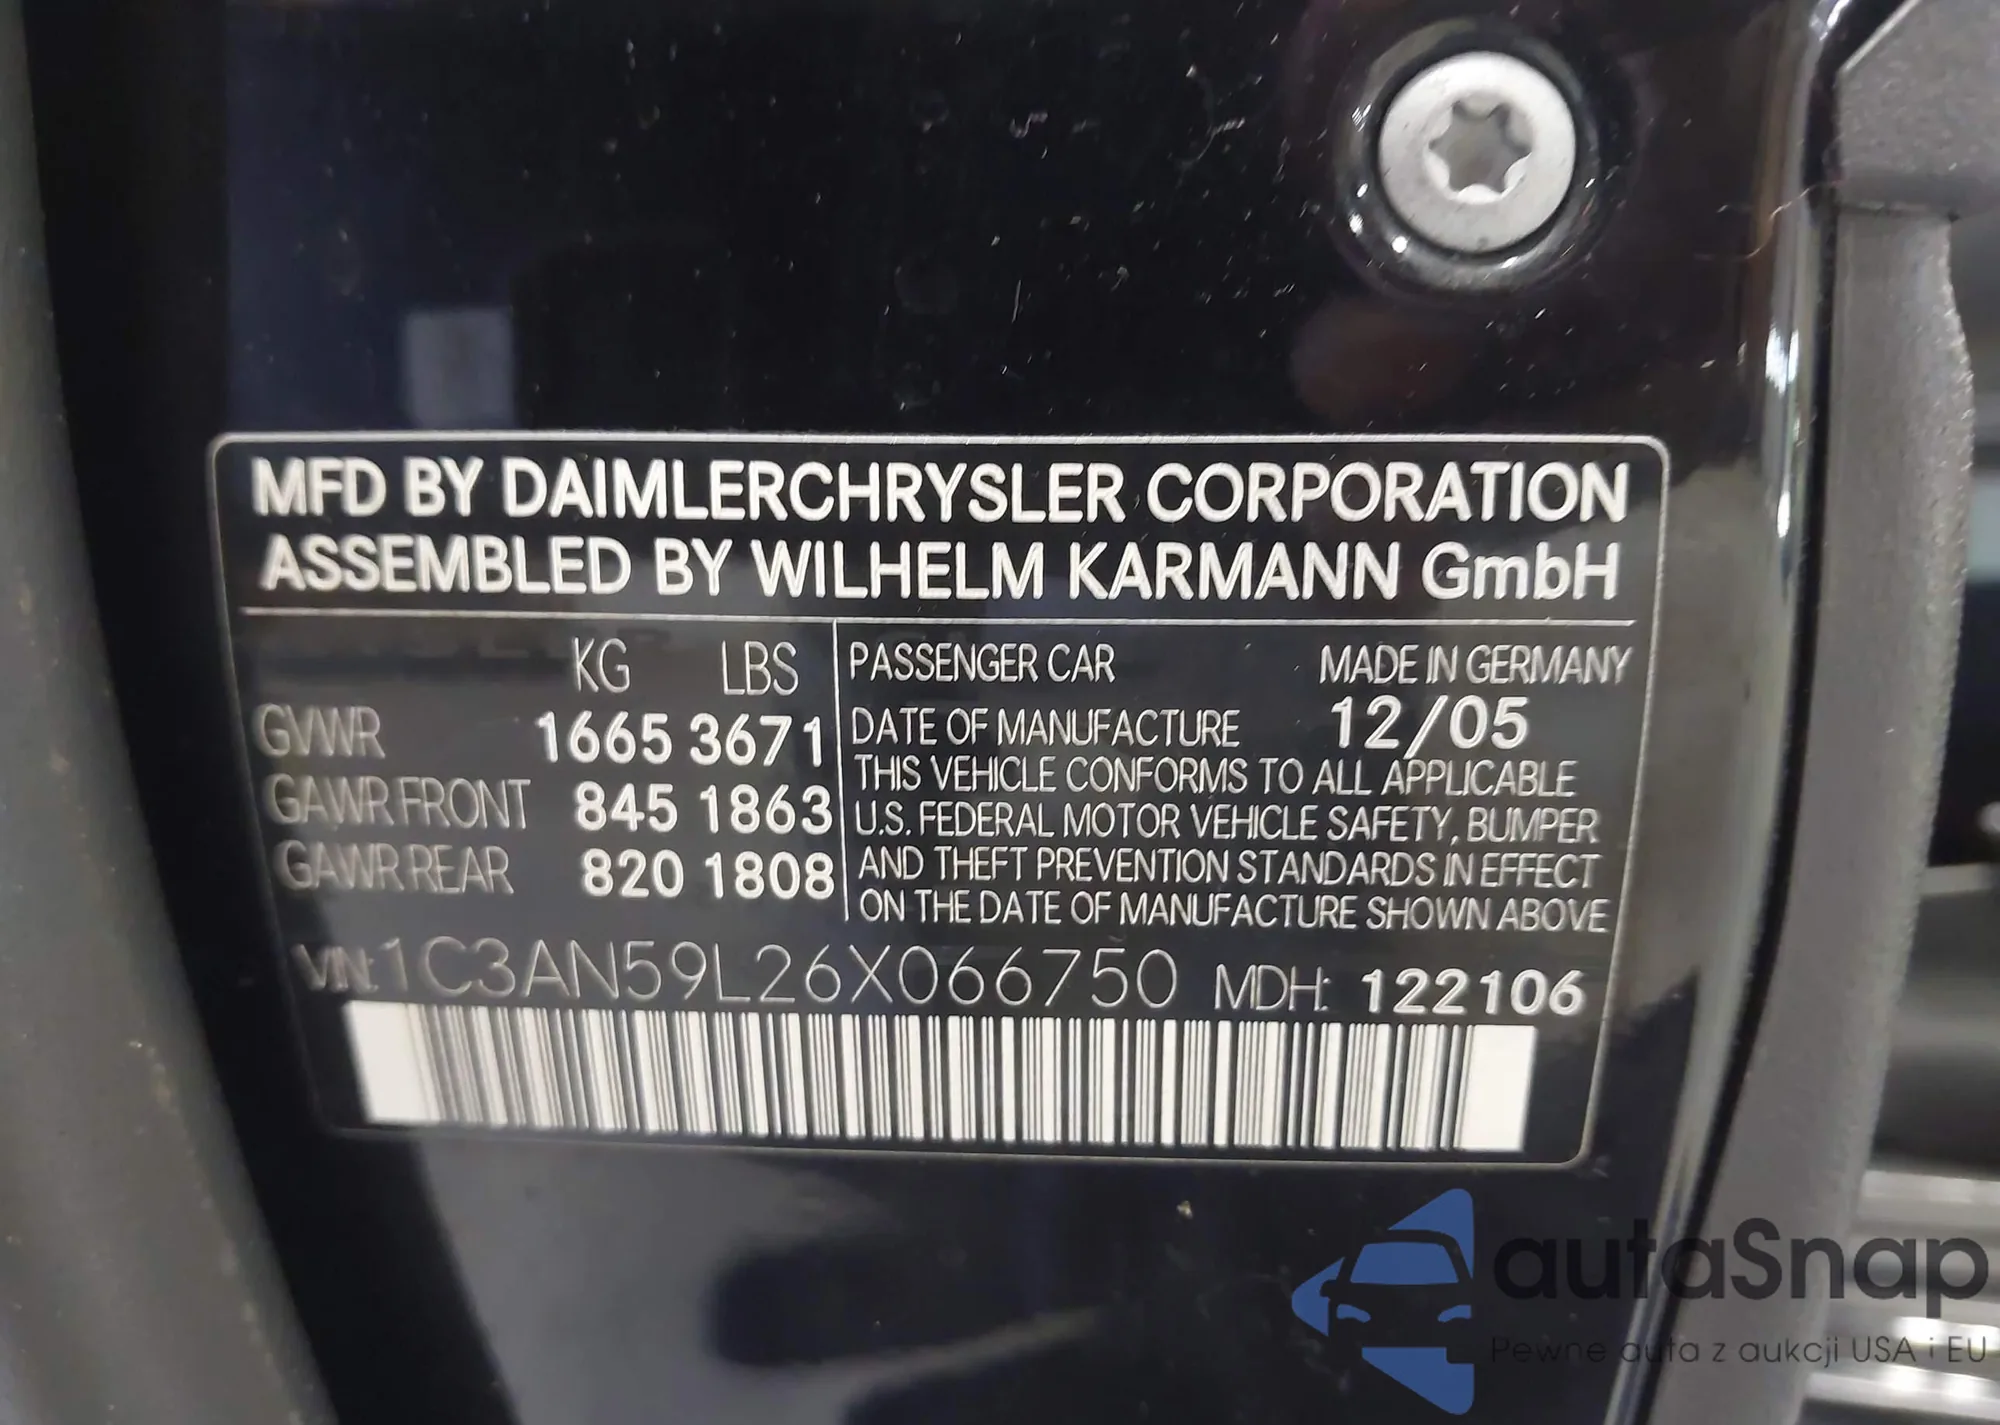 MFD BY DAIMLERCHRYSLER CORPORATION
ASSEMBLED BY WILHELM KARMANN GmbH
KG LBS
GVWR 1665 3671
GAWR FRONT 845 1863
GAWR REAR 820 1808
PASSENGER CAR MADE IN GERMANY
DATE OF MANUFACTURE 12/05
THIS VEHICLE CONFORMS TO ALL APPLICABLE
U.S. FEDERAL MOTOR VEHICLE SAFETY, BUMPER
AND THEFT PREVENTION STANDARDS IN EFFECT
ON THE DATE OF MANUFACTURE SHOWN ABOVE
VIN: 1C3AN59L26X066750 MDH: 122106
autaSnap
Pewne auta z aukcji USA i EU